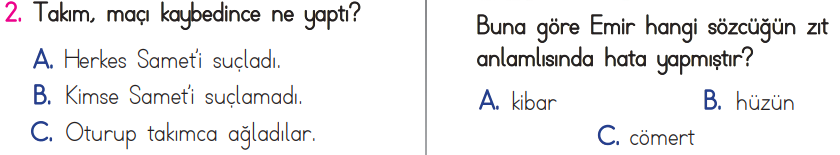 2. Takım, maçı kaybedince ne yaptı?
A. Herkes Samet'i suçladı.
B. Kimse Samet'i suçlamadı.
C. Oturup takımca ağladılar.
Buna göre Emir hangi sözcüğün zıt
anlamlısında hata yapmıştır?
A. kibar B. hüzün
C. cömert